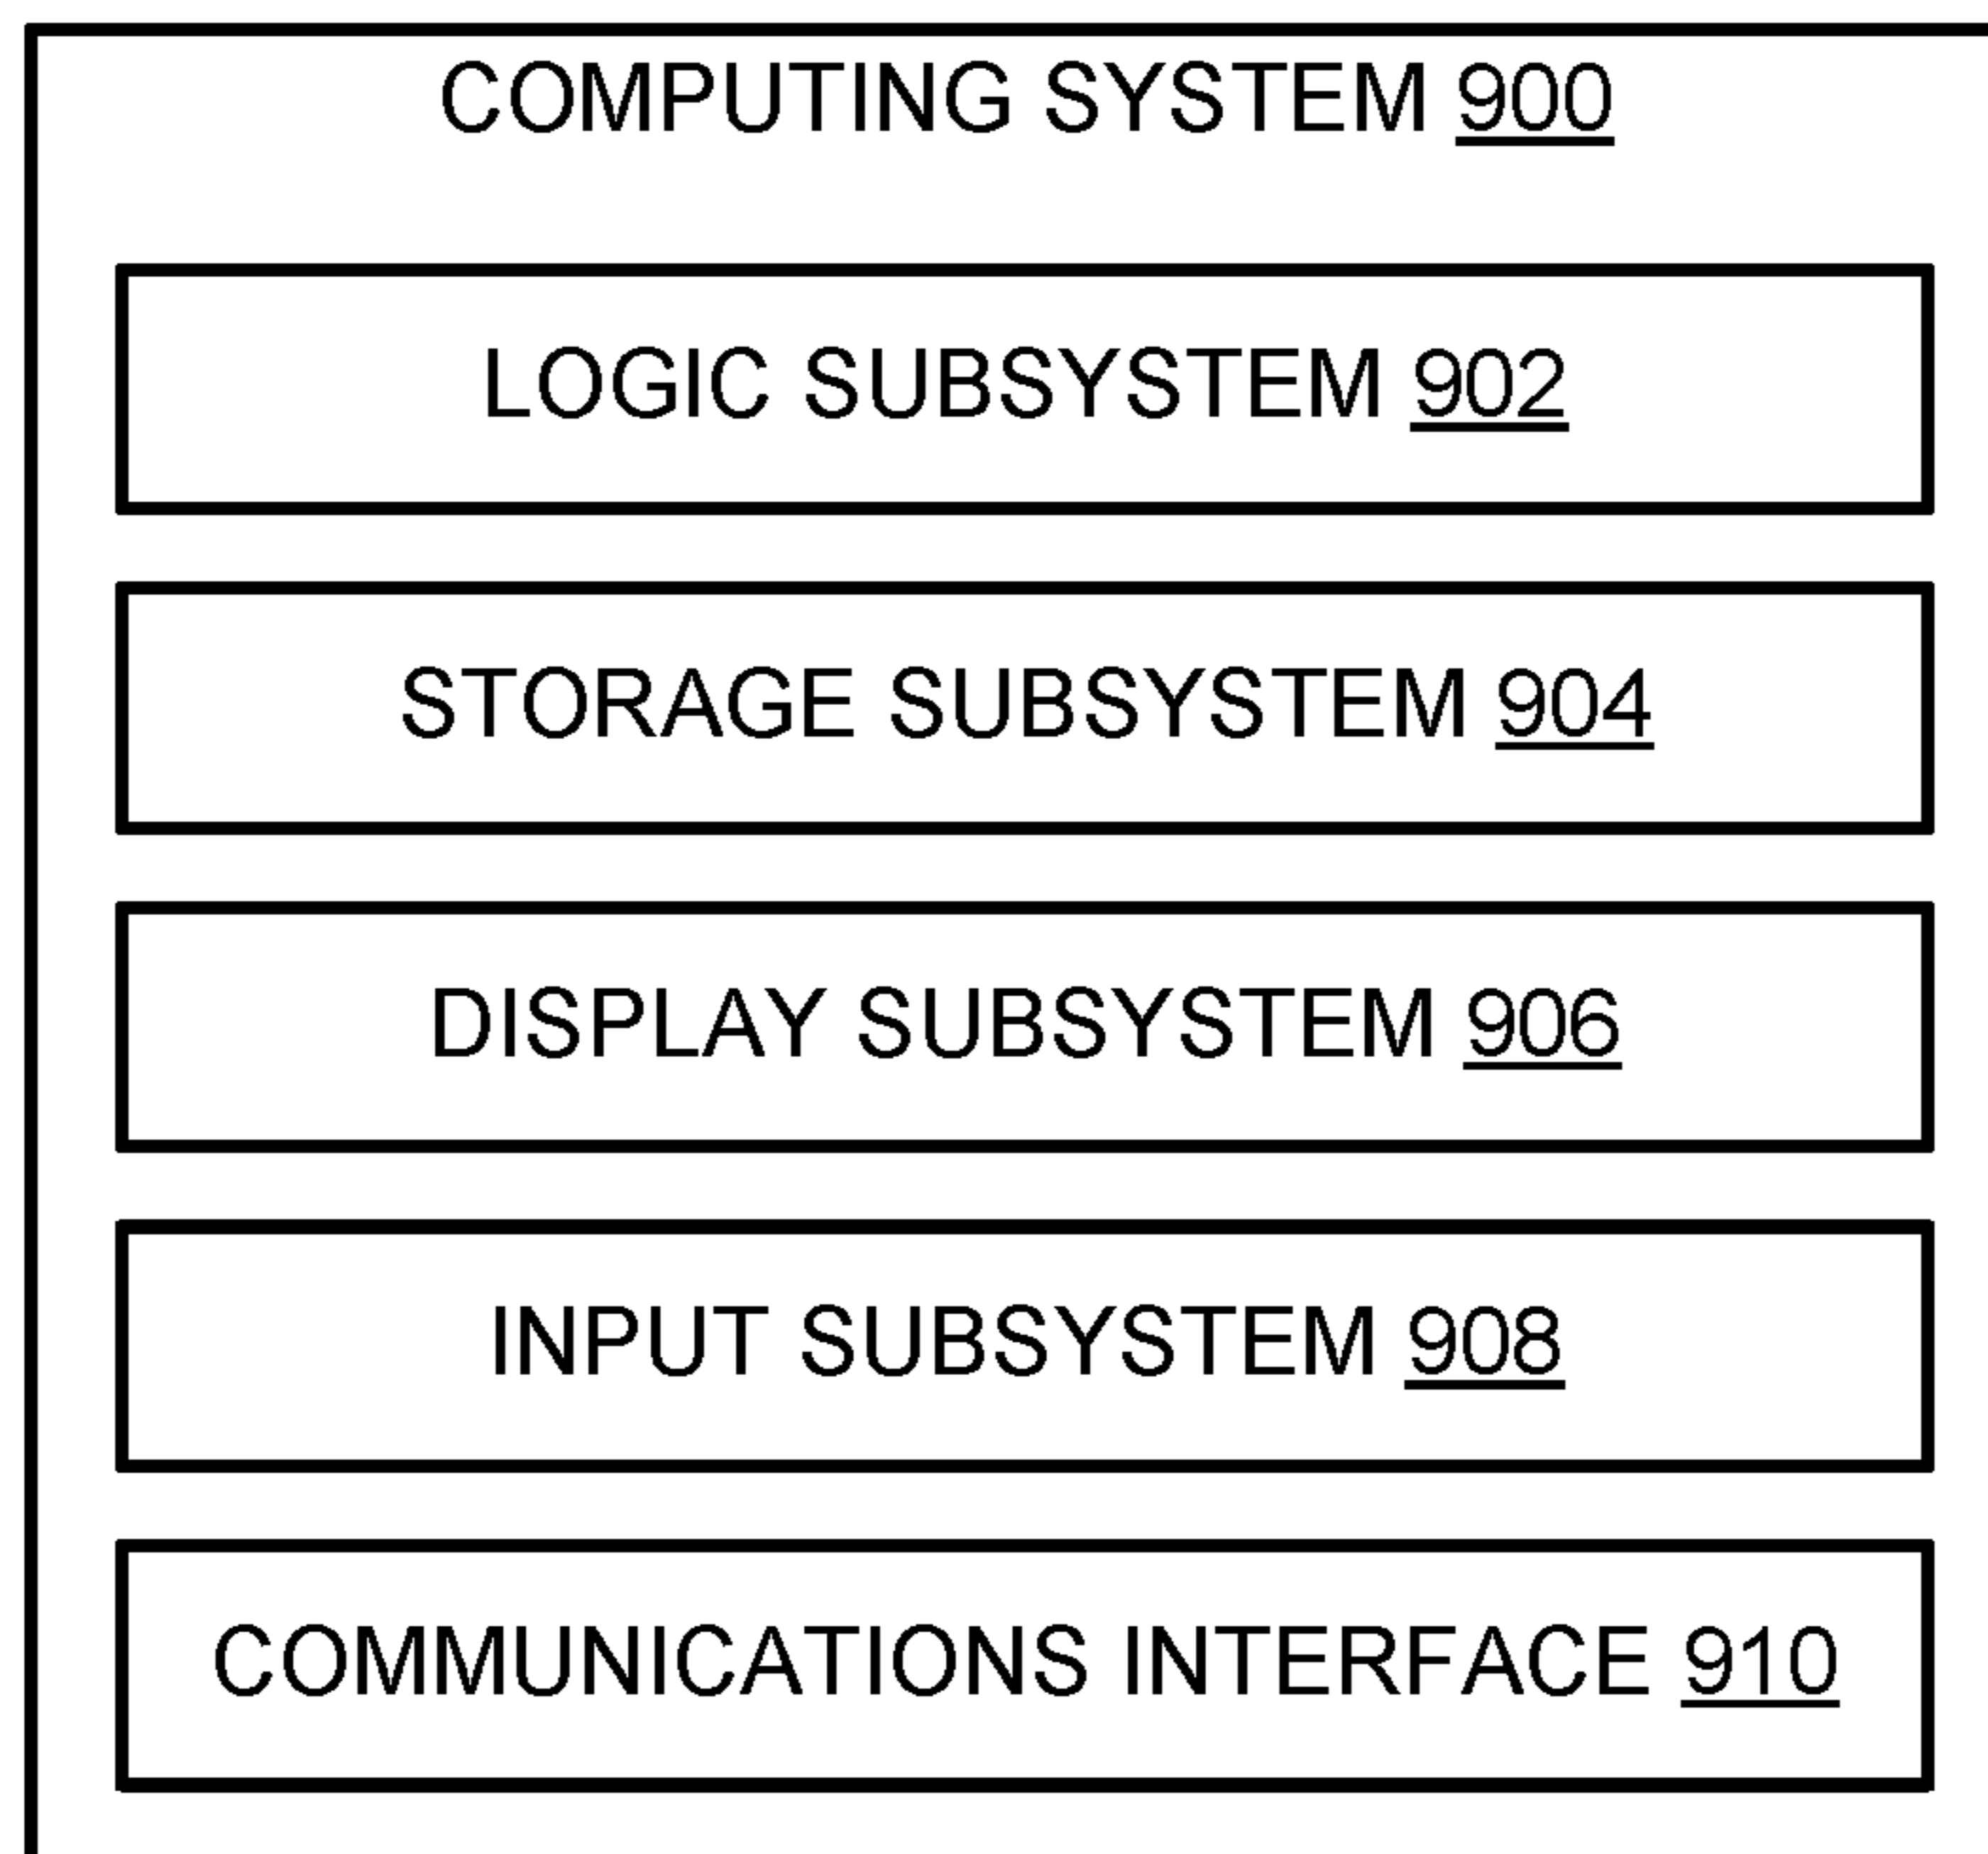 COMPUTING SYSTEM 900
LOGIC SUBSYSTEM 902
STORAGE SUBSYSTEM 904
DISPLAY SUBSYSTEM 906
INPUT SUBSYSTEM 908
COMMUNICATIONS INTERFACE 910